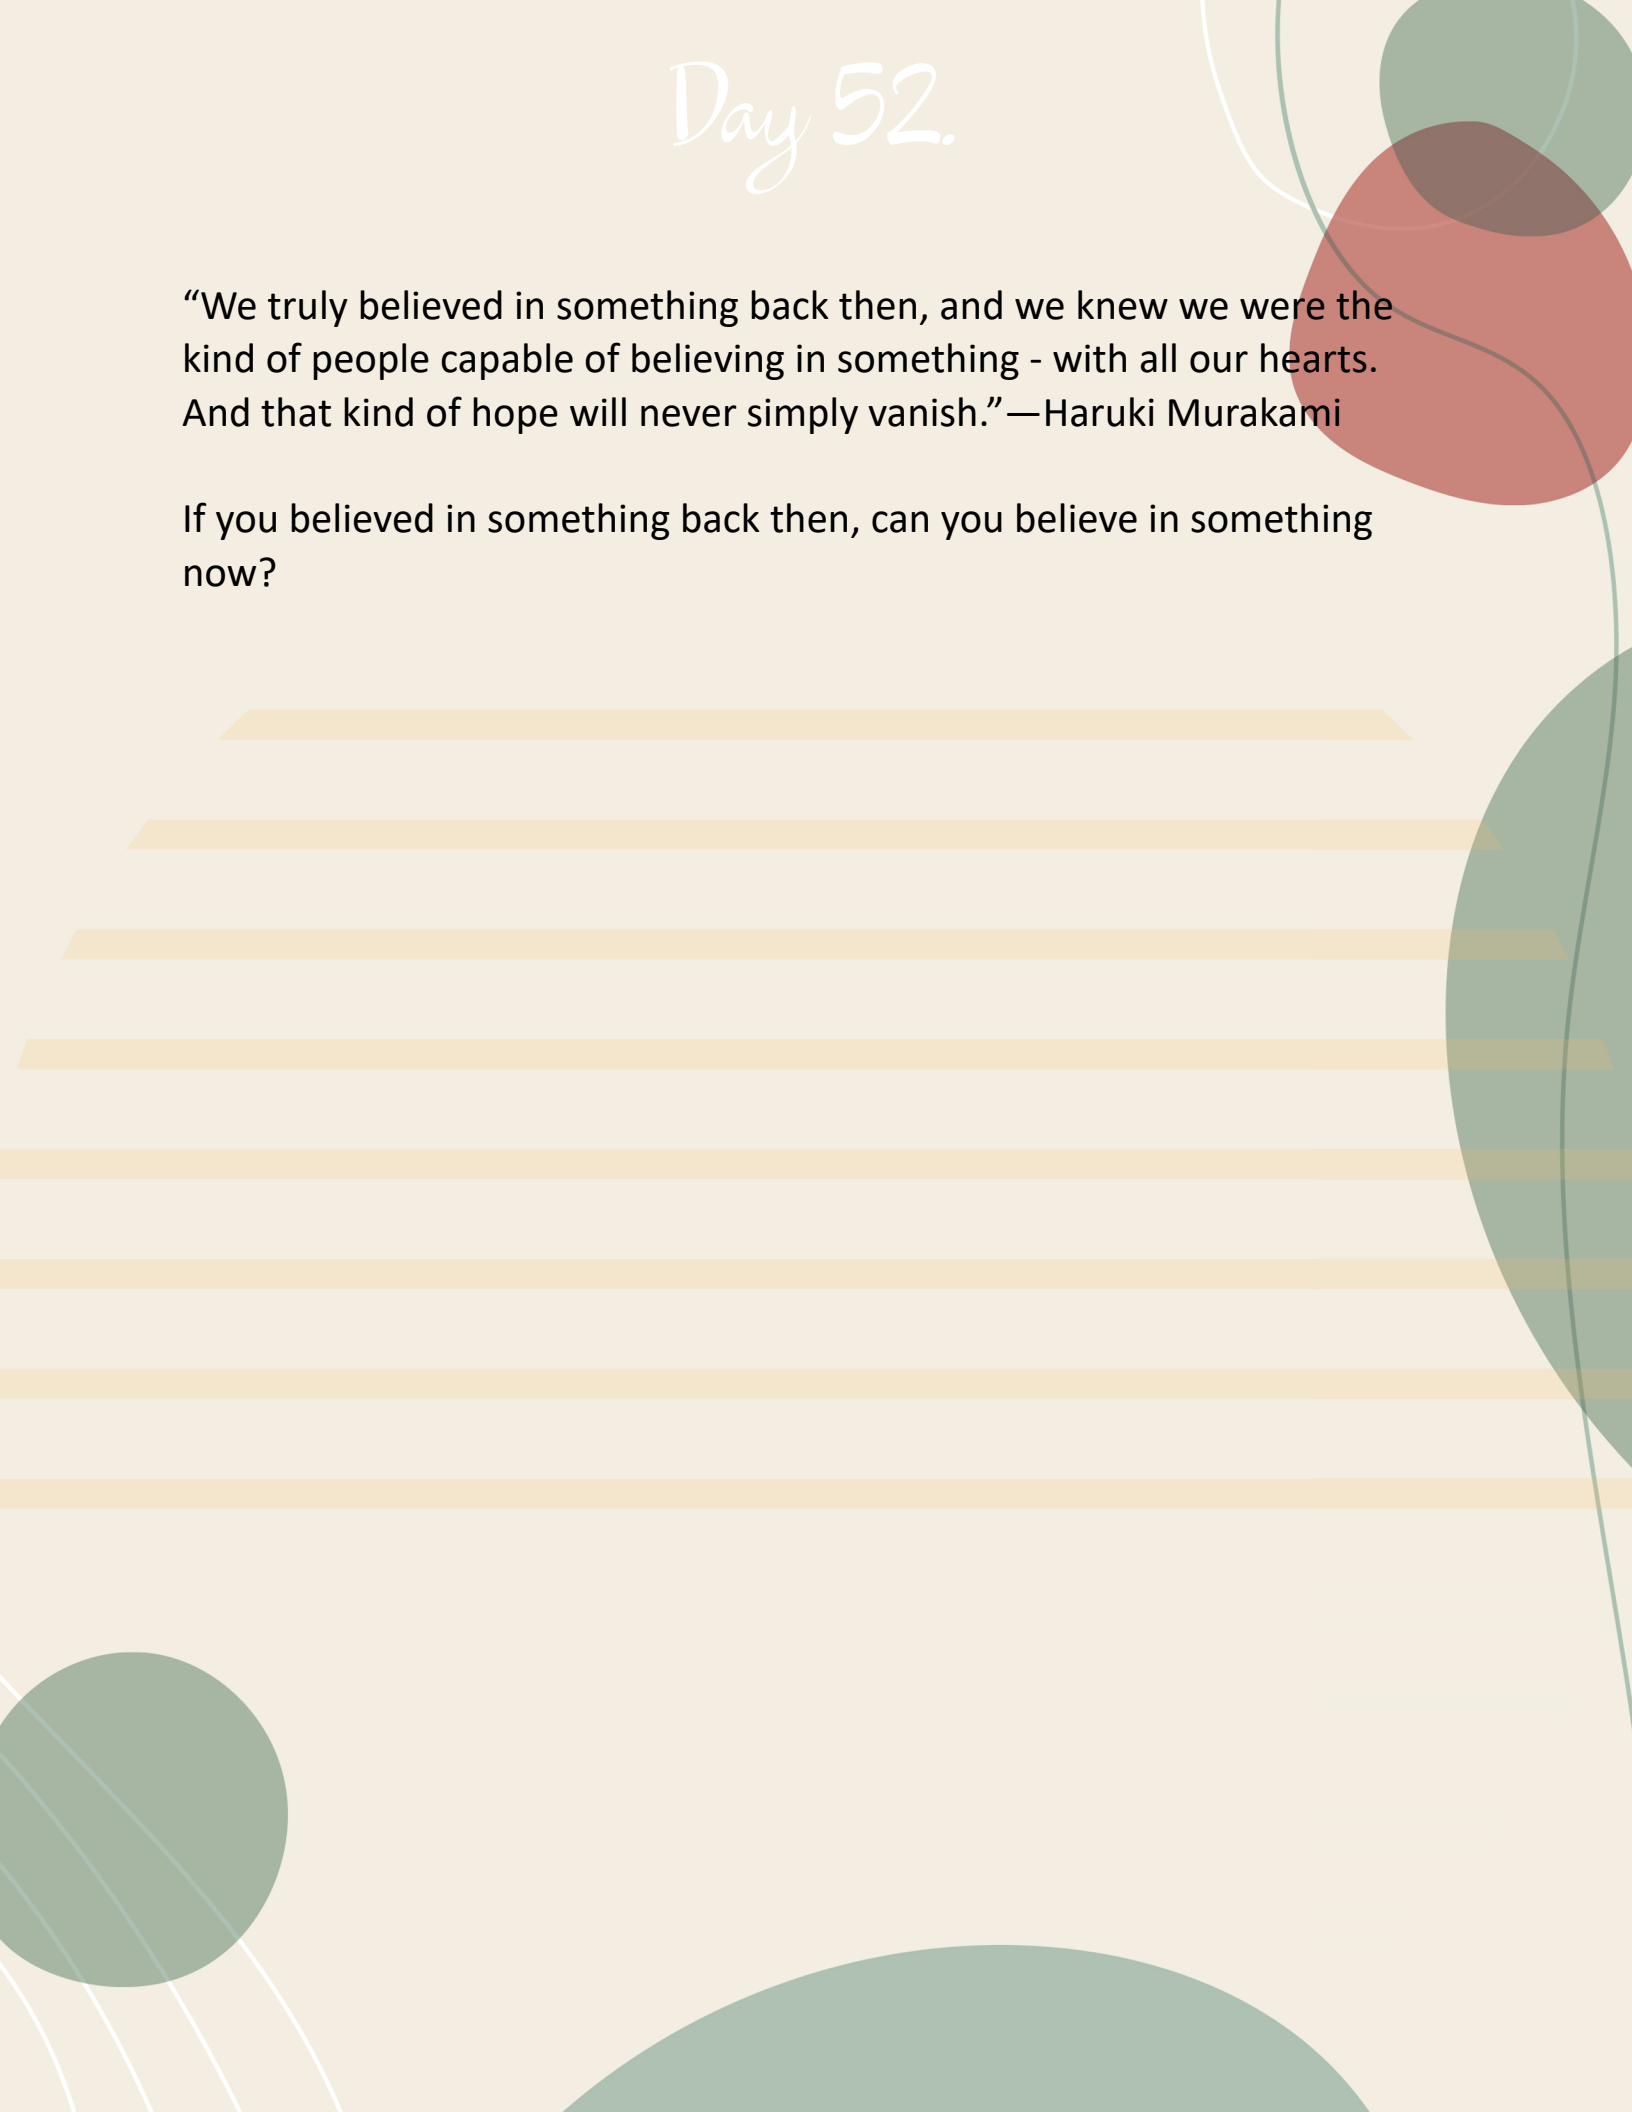 Day 52.
“We truly believed in something back then, and we knew we were the
kind of people capable of believing in something - with all our hearts.
And that kind of hope will never simply vanish.”—Haruki Murakami
If you believed in something back then, can you believe in something
now?